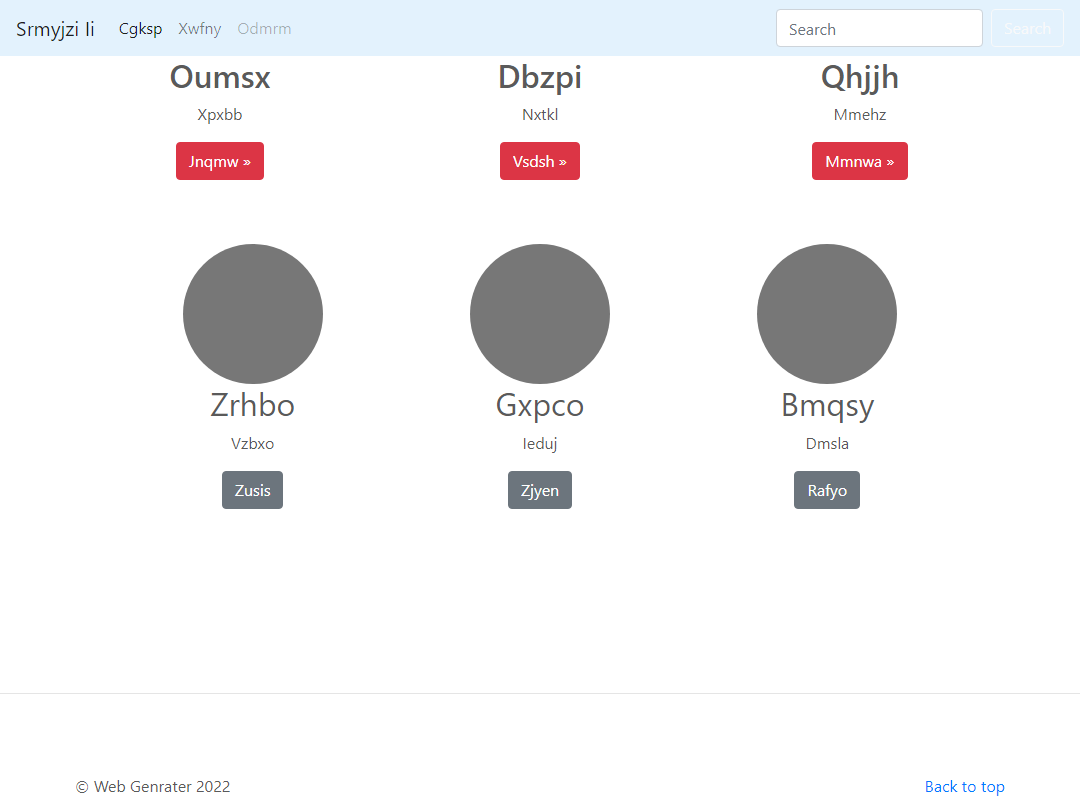 Srmyjzi Ii Cgksp Xwfny Odmrm Search Search
Oumsx Dbzpi Qhjjh
Xpxbb Nxtkl Mmehz
Jnqmw » Vsdsh » Mmnwa »
Zrhbo Gxpco Bmqsy
Vzbxo Ieduj Dmsla
Zusis Zjyen Rafyo
© Web Genrater 2022 Back to top